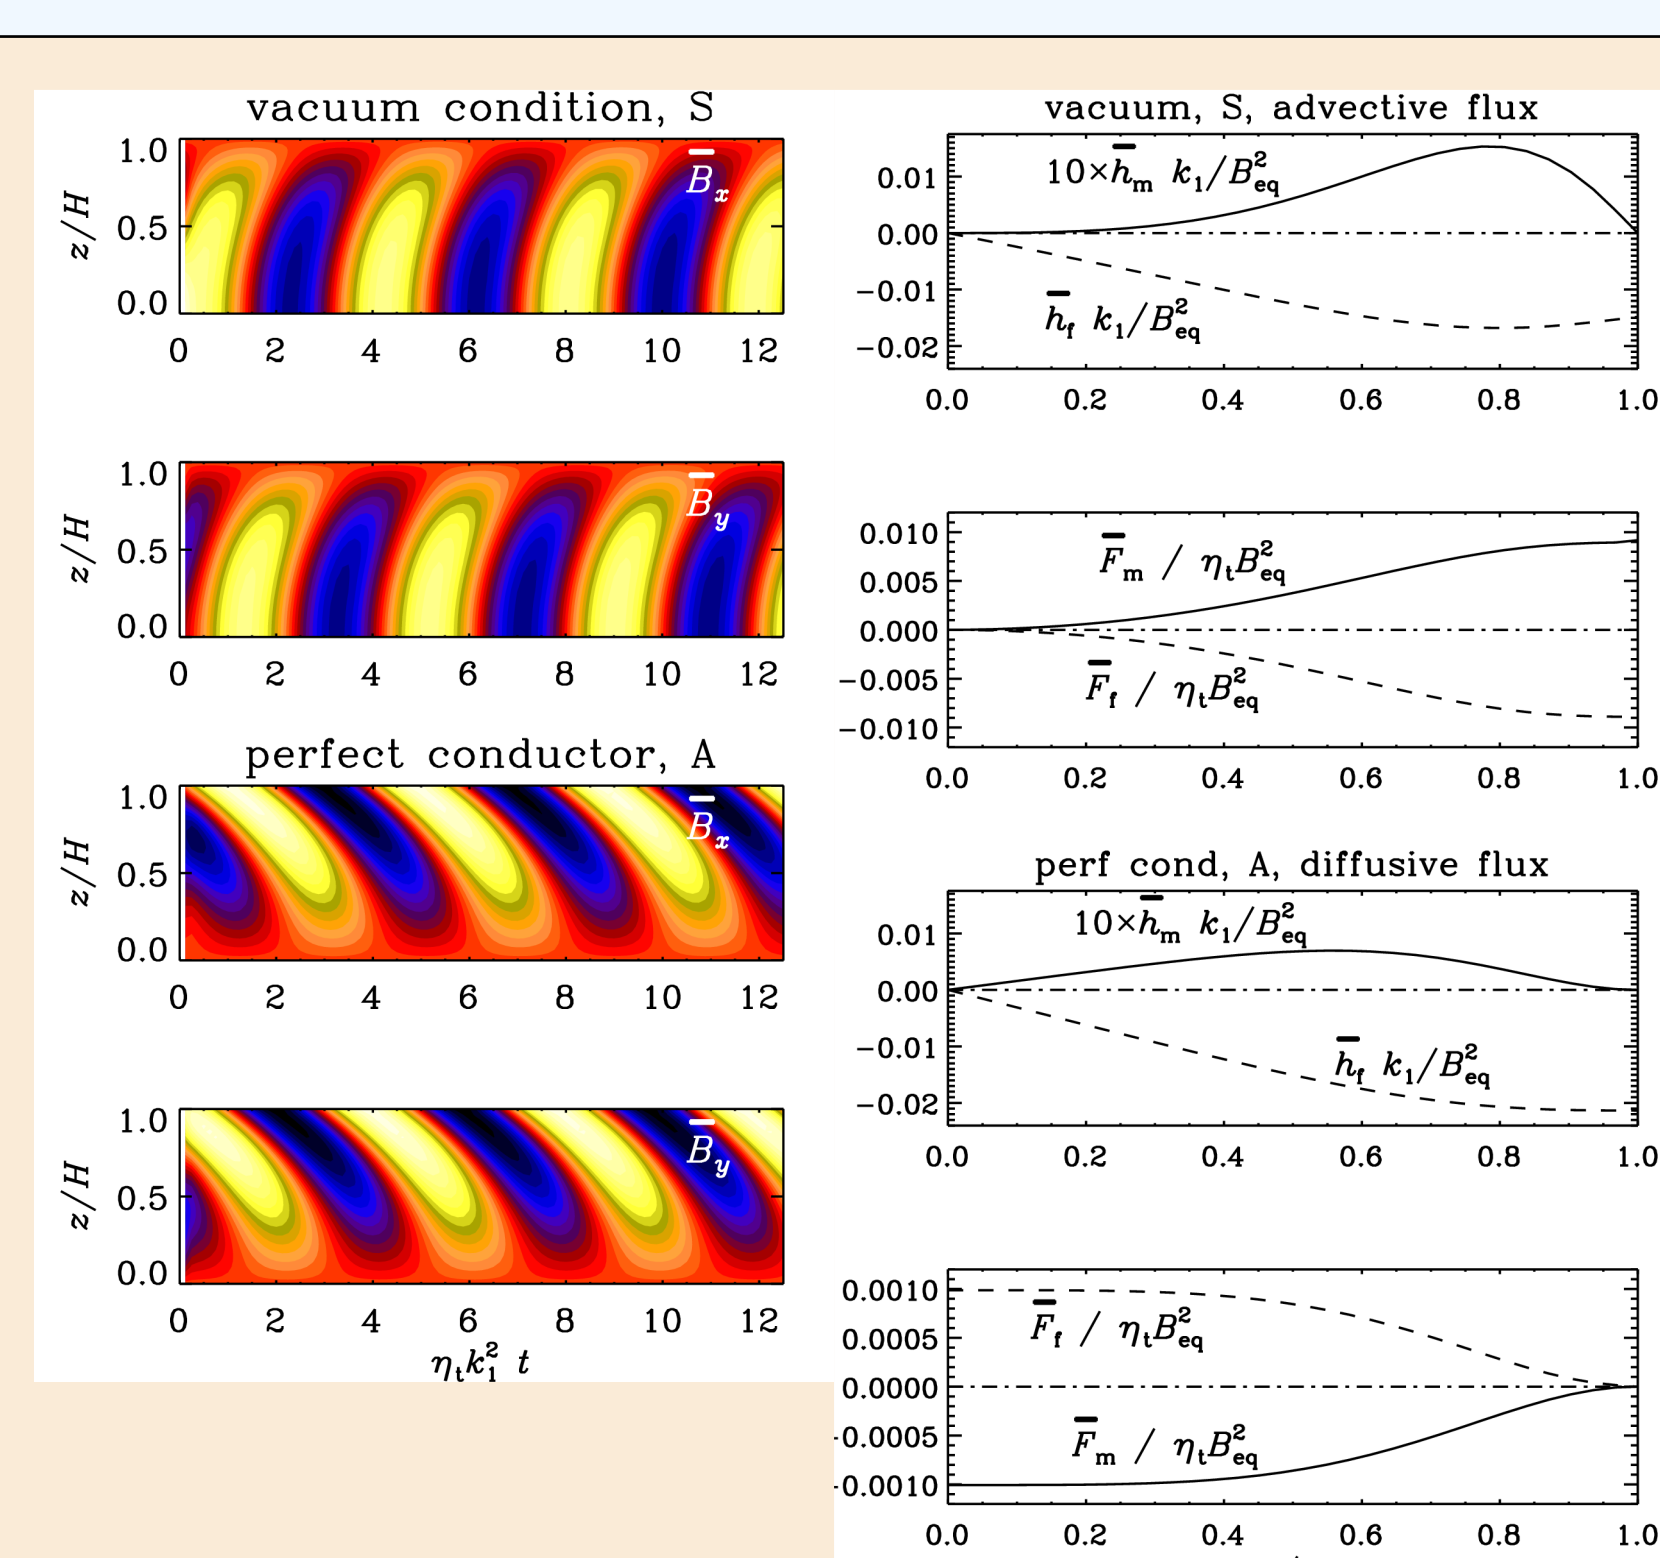 vacuum condition, S
1.0
0.5
0.0
z/H
B̅x
0 2 4 6 8 10 12
1.0
0.5
0.0
z/H
B̅y
0 2 4 6 8 10 12
perfect conductor, A
1.0
0.5
0.0
z/H
B̅x
0 2 4 6 8 10 12
1.0
0.5
0.0
z/H
B̅y
0 2 4 6 8 10 12
ηtk1² t
vacuum, S, advective flux
10×h̅m k1/B²eq
0.01
0.00
−0.01
h̅f k1/B²eq
−0.02
0.0 0.2 0.4 0.6 0.8 1.0
0.010
F̅m / ηtB²eq
0.005
0.000
−0.005
F̅f / ηtB²eq
−0.010
0.0 0.2 0.4 0.6 0.8 1.0
perf cond, A, diffusive flux
10×h̅m k1/B²eq
0.01
0.00
−0.01
h̅f k1/B²eq
−0.02
0.0 0.2 0.4 0.6 0.8 1.0
0.0010
F̅f / ηtB²eq
0.0005
0.0000
-0.0005
F̅m / ηtB²eq
-0.0010
0.0 0.2 0.4 0.6 0.8 1.0